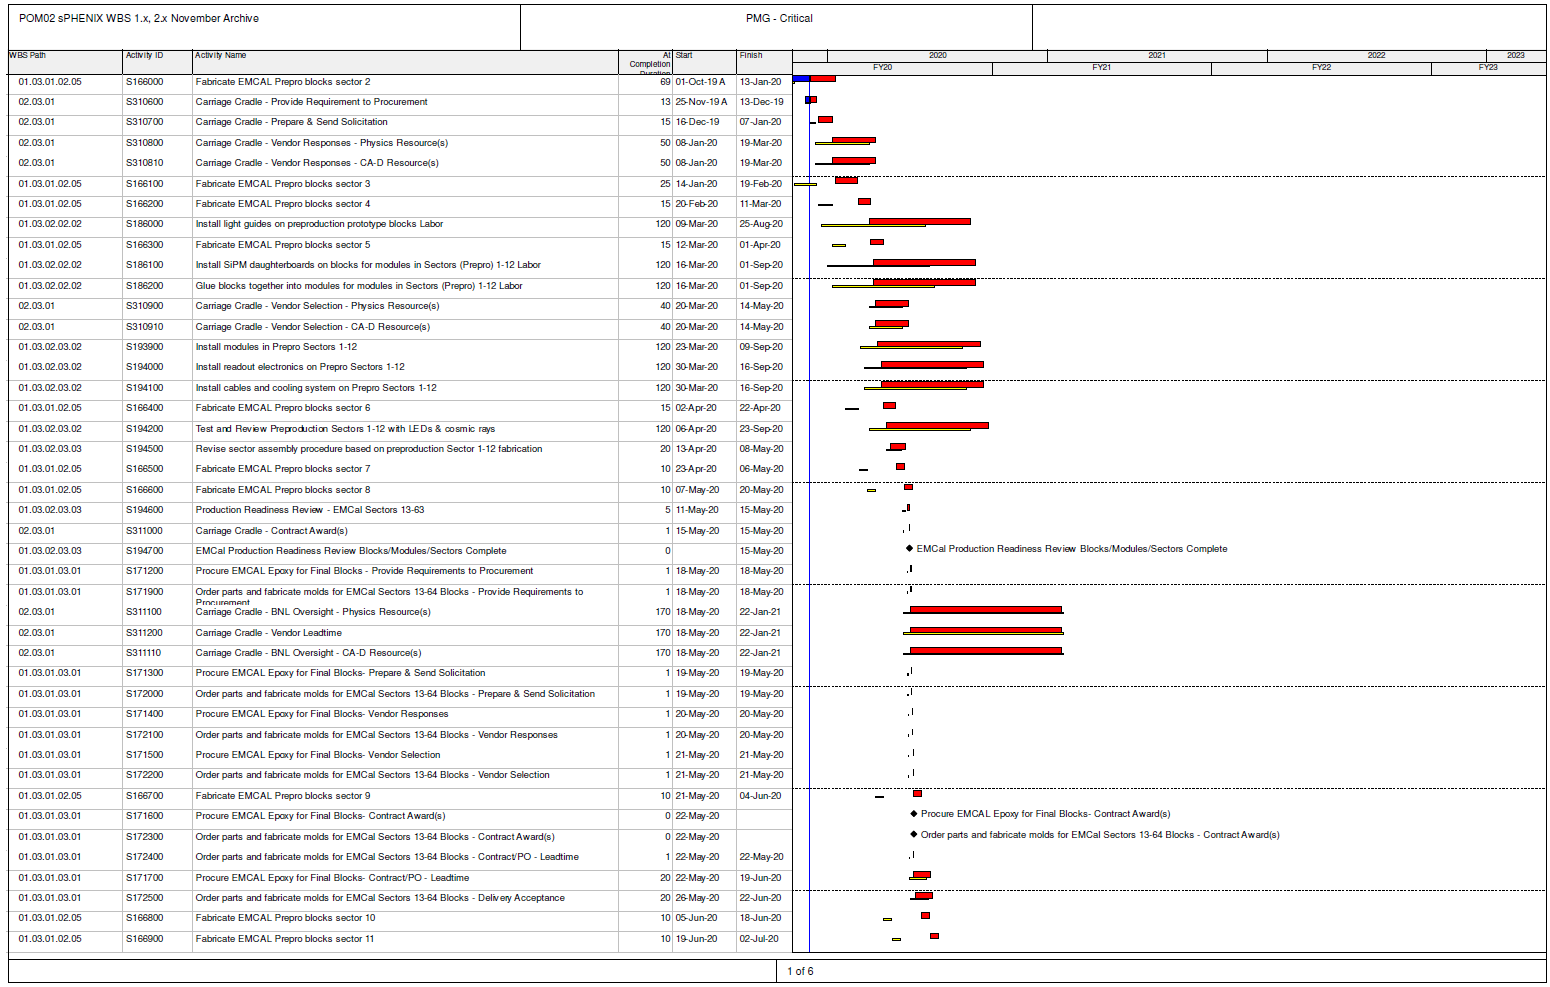 POM02 sPHENIX WBS 1.x, 2.x November Archive
PMG - Critical
WBS Path Activity ID Activity Name At Completion Duration Start Finish 2020 2021 2022 2023
FY20 FY21 FY22 FY23
01.03.01.02.05 S166000 Fabricate EMCAL Prepro blocks sector 2 69 01-Oct-19 A 13-Jan-20
02.03.01 S310600 Carriage Cradle - Provide Requirement to Procurement 13 25-Nov-19 A 13-Dec-19
02.03.01 S310700 Carriage Cradle - Prepare & Send Solicitation 15 16-Dec-19 07-Jan-20
02.03.01 S310800 Carriage Cradle - Vendor Responses - Physics Resource(s) 50 08-Jan-20 19-Mar-20
02.03.01 S310810 Carriage Cradle - Vendor Responses - CA-D Resource(s) 50 08-Jan-20 19-Mar-20
01.03.01.02.05 S166100 Fabricate EMCAL Prepro blocks sector 3 25 14-Jan-20 19-Feb-20
01.03.01.02.05 S166200 Fabricate EMCAL Prepro blocks sector 4 15 20-Feb-20 11-Mar-20
01.03.02.02.02 S186000 Install light guides on preproduction prototype blocks Labor 120 09-Mar-20 25-Aug-20
01.03.01.02.05 S166300 Fabricate EMCAL Prepro blocks sector 5 15 12-Mar-20 01-Apr-20
01.03.02.02.02 S186100 Install SiPM daughterboards on blocks for modules in Sectors (Prepro) 1-12 Labor 120 16-Mar-20 01-Sep-20
01.03.02.02.02 S186200 Glue blocks together into modules for modules in Sectors (Prepro) 1-12 Labor 120 16-Mar-20 01-Sep-20
02.03.01 S310900 Carriage Cradle - Vendor Selection - Physics Resource(s) 40 20-Mar-20 14-May-20
02.03.01 S310910 Carriage Cradle - Vendor Selection - CA-D Resource(s) 40 20-Mar-20 14-May-20
01.03.02.03.02 S193900 Install modules in Prepro Sectors 1-12 120 23-Mar-20 09-Sep-20
01.03.02.03.02 S194000 Install readout electronics on Prepro Sectors 1-12 120 30-Mar-20 16-Sep-20
01.03.02.03.02 S194100 Install cables and cooling system on Prepro Sectors 1-12 120 30-Mar-20 16-Sep-20
01.03.01.02.05 S166400 Fabricate EMCAL Prepro blocks sector 6 15 02-Apr-20 22-Apr-20
01.03.02.03.02 S194200 Test and Review Preproduction Sectors 1-12 with LEDs & cosmic rays 120 06-Apr-20 23-Sep-20
01.03.02.03.03 S194500 Revise sector assembly procedure based on preproduction Sector 1-12 fabrication 20 13-Apr-20 08-May-20
01.03.01.02.05 S166500 Fabricate EMCAL Prepro blocks sector 7 10 23-Apr-20 06-May-20
01.03.01.02.05 S166600 Fabricate EMCAL Prepro blocks sector 8 10 07-May-20 20-May-20
01.03.02.03.03 S194600 Production Readiness Review - EMCal Sectors 13-63 5 11-May-20 15-May-20
02.03.01 S311000 Carriage Cradle - Contract Award(s) 1 15-May-20 15-May-20
01.03.02.03.03 S194700 EMCal Production Readiness Review Blocks/Modules/Sectors Complete 0 15-May-20 EMCal Production Readiness Review Blocks/Modules/Sectors Complete
01.03.01.03.01 S171200 Procure EMCAL Epoxy for Final Blocks - Provide Requirements to Procurement 1 18-May-20 18-May-20
01.03.01.03.01 S171900 Order parts and fabricate molds for EMCal Sectors 13-64 Blocks - Provide Requirements to 1 18-May-20 18-May-20
Procurement
02.03.01 S311100 Carriage Cradle - BNL Oversight - Physics Resource(s) 170 18-May-20 22-Jan-21
02.03.01 S311200 Carriage Cradle - Vendor Leadtime 170 18-May-20 22-Jan-21
02.03.01 S311110 Carriage Cradle - BNL Oversight - CA-D Resource(s) 170 18-May-20 22-Jan-21
01.03.01.03.01 S171300 Procure EMCAL Epoxy for Final Blocks- Prepare & Send Solicitation 1 19-May-20 19-May-20
01.03.01.03.01 S172000 Order parts and fabricate molds for EMCal Sectors 13-64 Blocks - Prepare & Send Solicitation 1 19-May-20 19-May-20
01.03.01.03.01 S171400 Procure EMCAL Epoxy for Final Blocks- Vendor Responses 1 20-May-20 20-May-20
01.03.01.03.01 S172100 Order parts and fabricate molds for EMCal Sectors 13-64 Blocks - Vendor Responses 1 20-May-20 20-May-20
01.03.01.03.01 S171500 Procure EMCAL Epoxy for Final Blocks- Vendor Selection 1 21-May-20 21-May-20
01.03.01.03.01 S172200 Order parts and fabricate molds for EMCal Sectors 13-64 Blocks - Vendor Selection 1 21-May-20 21-May-20
01.03.01.02.05 S166700 Fabricate EMCAL Prepro blocks sector 9 10 21-May-20 04-Jun-20
01.03.01.03.01 S171600 Procure EMCAL Epoxy for Final Blocks- Contract Award(s) 0 22-May-20 Procure EMCAL Epoxy for Final Blocks- Contract Award(s)
01.03.01.03.01 S172300 Order parts and fabricate molds for EMCal Sectors 13-64 Blocks - Contract Award(s) 0 22-May-20 Order parts and fabricate molds for EMCal Sectors 13-64 Blocks - Contract Award(s)
01.03.01.03.01 S172400 Order parts and fabricate molds for EMCal Sectors 13-64 Blocks - Contract/PO - Leadtime 1 22-May-20 22-May-20
01.03.01.03.01 S171700 Procure EMCAL Epoxy for Final Blocks- Contract/PO - Leadtime 20 22-May-20 19-Jun-20
01.03.01.03.01 S172500 Order parts and fabricate molds for EMCal Sectors 13-64 Blocks - Delivery Acceptance 20 26-May-20 22-Jun-20
01.03.01.02.05 S166800 Fabricate EMCAL Prepro blocks sector 10 10 05-Jun-20 18-Jun-20
01.03.01.02.05 S166900 Fabricate EMCAL Prepro blocks sector 11 10 19-Jun-20 02-Jul-20
1 of 6